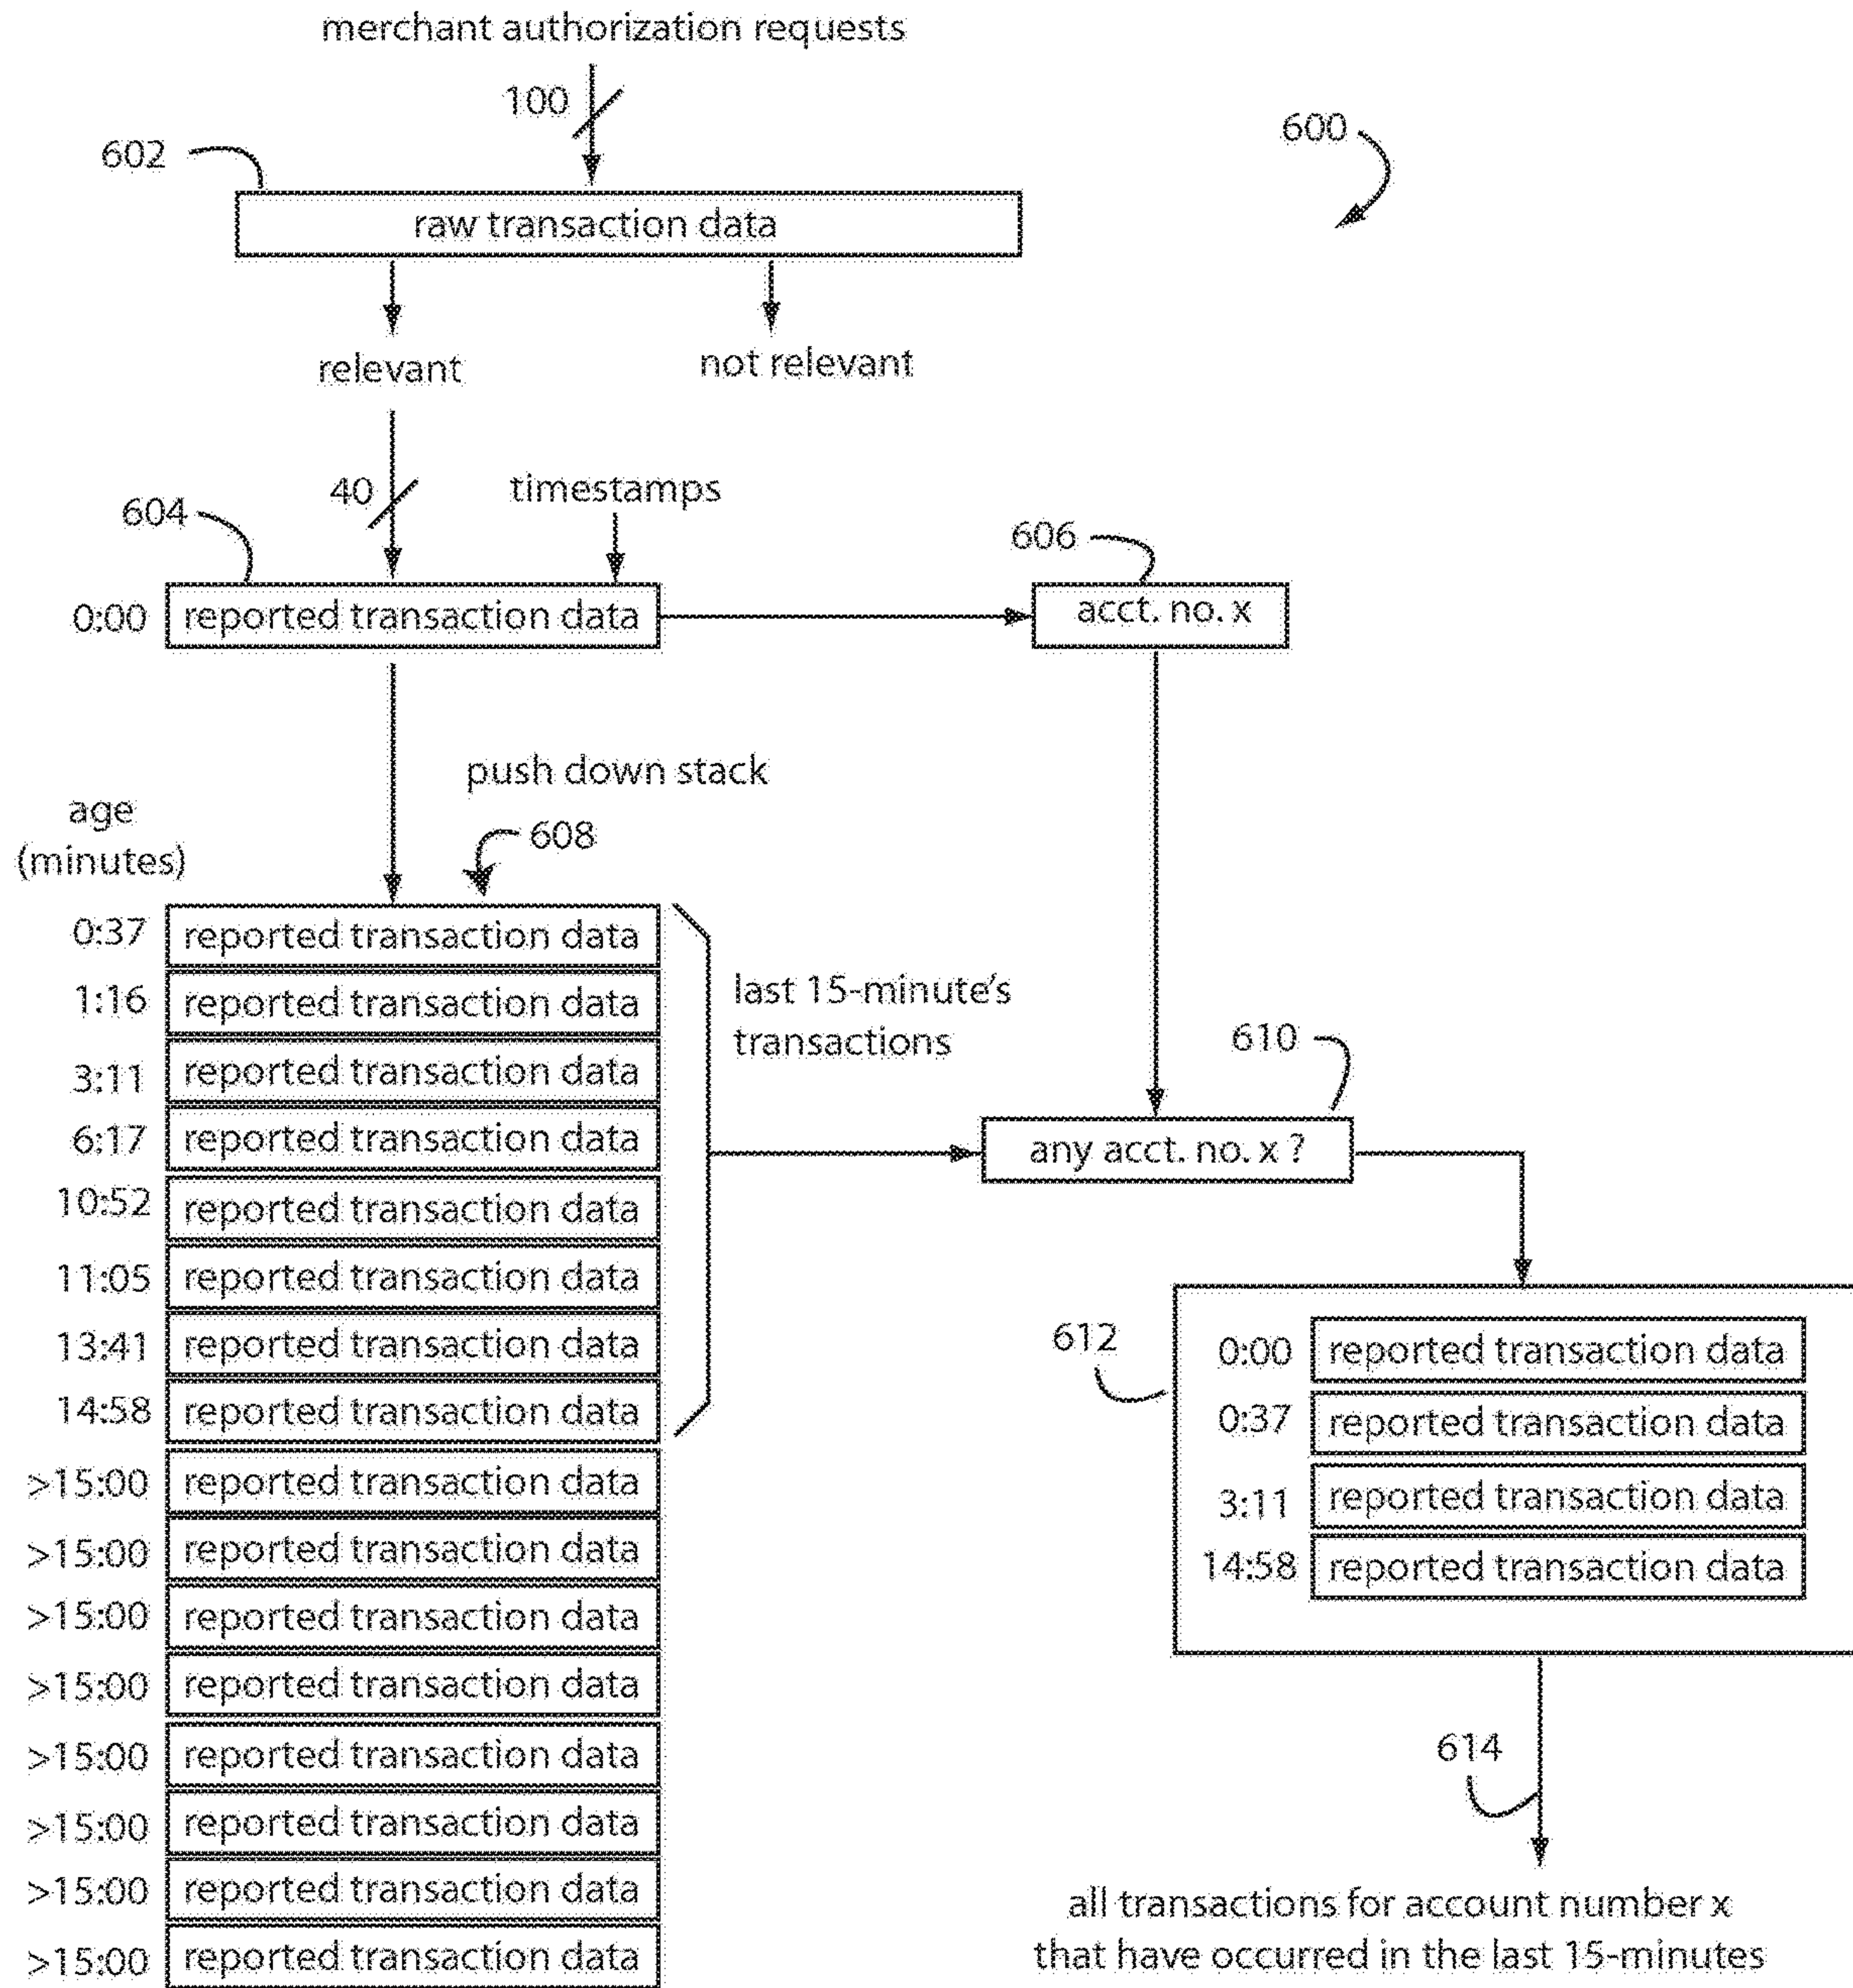 merchant authorization requests
100
600
602
raw transaction data
relevant
not relevant
40
timestamps
604
606
0:00 reported transaction data
acct. no. x
push down stack
age
(minutes)
608
0:37 reported transaction data
1:16 reported transaction data
3:11 reported transaction data
6:17 reported transaction data
10:52 reported transaction data
11:05 reported transaction data
13:41 reported transaction data
14:58 reported transaction data
>15:00 reported transaction data
>15:00 reported transaction data
>15:00 reported transaction data
>15:00 reported transaction data
>15:00 reported transaction data
>15:00 reported transaction data
>15:00 reported transaction data
>15:00 reported transaction data
last 15-minute's
transactions
610
any acct. no. x ?
612
0:00 reported transaction data
0:37 reported transaction data
3:11 reported transaction data
14:58 reported transaction data
614
all transactions for account number x
that have occurred in the last 15-minutes